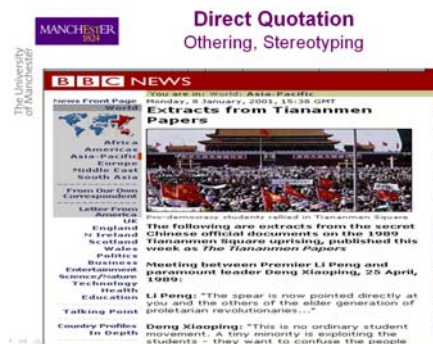 MANCHESTER
1824
The University
of Manchester
Direct Quotation
Othering, Stereotyping
BBC NEWS
You are in: World: Asia-Pacific
News Front Page
World
Africa
Americas
Asia-Pacific
Europe
Middle East
South Asia
From Our Own
Correspondent
Letter From
America
UK
England
N Ireland
Scotland
Wales
Politics
Business
Entertainment
Science/Nature
Technology
Health
Education
Talking Point
Country Profiles
In Depth
Monday, 8 January, 2001, 15:38 GMT
Extracts from Tiananmen
Papers
Pro-democracy students rallied in Tiananmen Square
The following are extracts from the secret
Chinese official documents on the 1989
Tiananmen Square uprising, published this
week as The Tiananmen Papers
Meeting between Premier Li Peng and
paramount leader Deng Xiaoping, 25 April,
1989:
Li Peng: "The spear is now pointed directly at
you and the others of the elder generation of
proletarian revolutionaries..."
Deng Xiaoping: "This is no ordinary student
movement. A tiny minority is exploiting the
students – they want to confuse the people